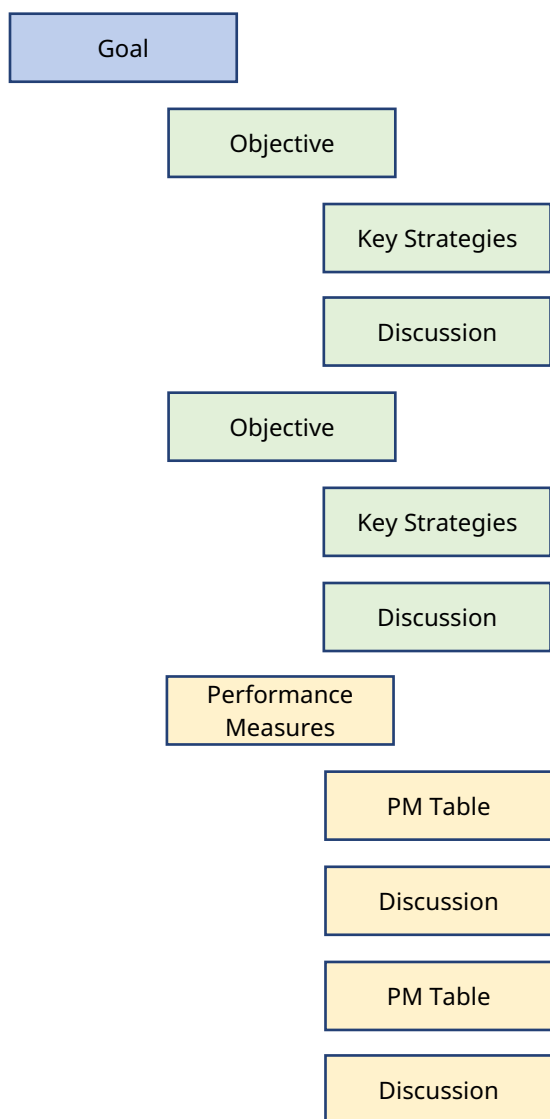 Goal
Objective
Key Strategies
Discussion
Objective
Key Strategies
Discussion
Performance
Measures
PM Table
Discussion
PM Table
Discussion